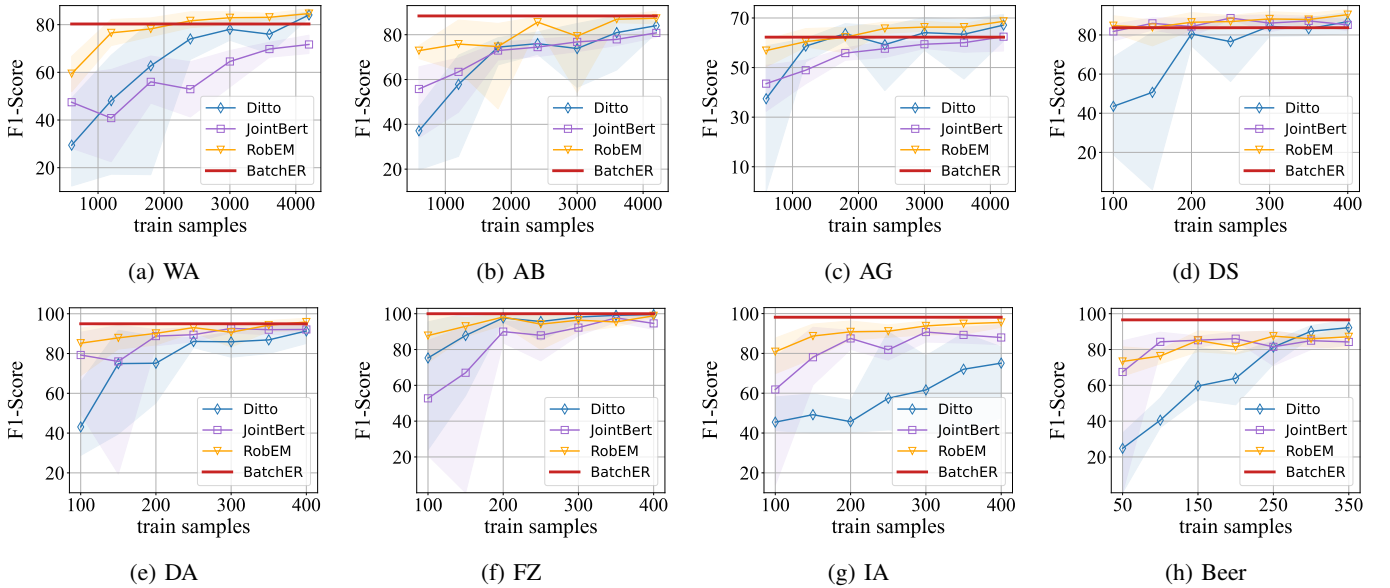 F1-Score
80
60
40
20
Ditto
JointBert
RobEM
BatchER
1000 2000 3000 4000
train samples
(a) WA
F1-Score
80
60
40
20
Ditto
JointBert
RobEM
BatchER
1000 2000 3000 4000
train samples
(b) AB
F1-Score
70
50
30
10
Ditto
JointBert
RobEM
BatchER
1000 2000 3000 4000
train samples
(c) AG
F1-Score
80
60
40
20
Ditto
JointBert
RobEM
BatchER
100 200 300 400
train samples
(d) DS
F1-Score
100
80
60
40
20
Ditto
JointBert
RobEM
BatchER
100 200 300 400
train samples
(e) DA
F1-Score
100
80
60
40
20
Ditto
JointBert
RobEM
BatchER
100 200 300 400
train samples
(f) FZ
F1-Score
100
80
60
40
20
Ditto
JointBert
RobEM
BatchER
100 200 300 400
train samples
(g) IA
F1-Score
100
80
60
40
20
Ditto
JointBert
RobEM
BatchER
50 150 250 350
train samples
(h) Beer